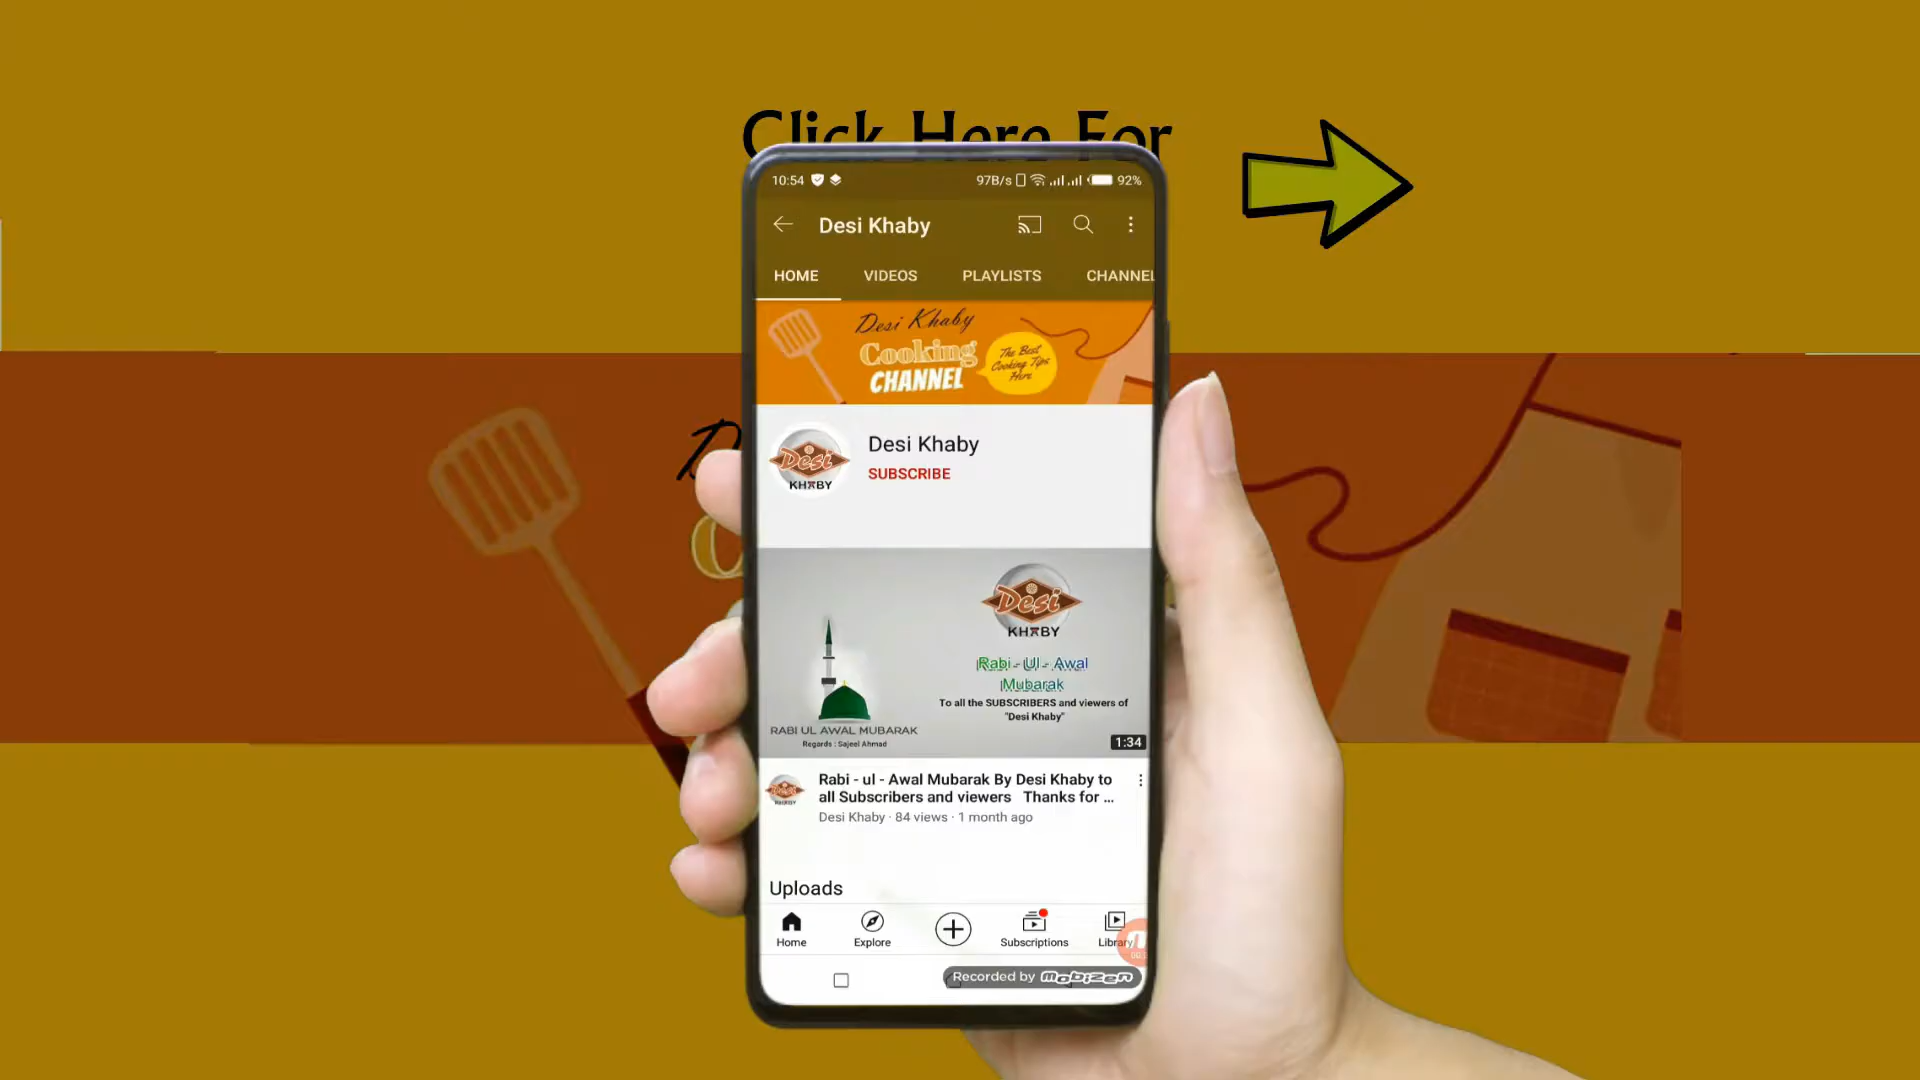 Click Here For
10:54
97B/s
92%
Desi Khaby
HOME
VIDEOS
PLAYLISTS
CHANNEL
Desi Khaby
Cooking
CHANNEL
The Best
Cooking Tips
Here
Desi
KHABY
Desi Khaby
SUBSCRIBE
Desi
KHABY
Rabi - Ul - Awal
Mubarak
To all the SUBSCRIBERS and viewers of
"Desi Khaby"
RABI UL AWAL MUBARAK
Regards : Sajeel Ahmad
1:34
Desi
KHABY
Rabi - ul - Awal Mubarak By Desi Khaby to
all Subscribers and viewers Thanks for ...
Desi Khaby · 84 views · 1 month ago
Uploads
Home
Explore
Subscriptions
Library
Recorded by mobizen